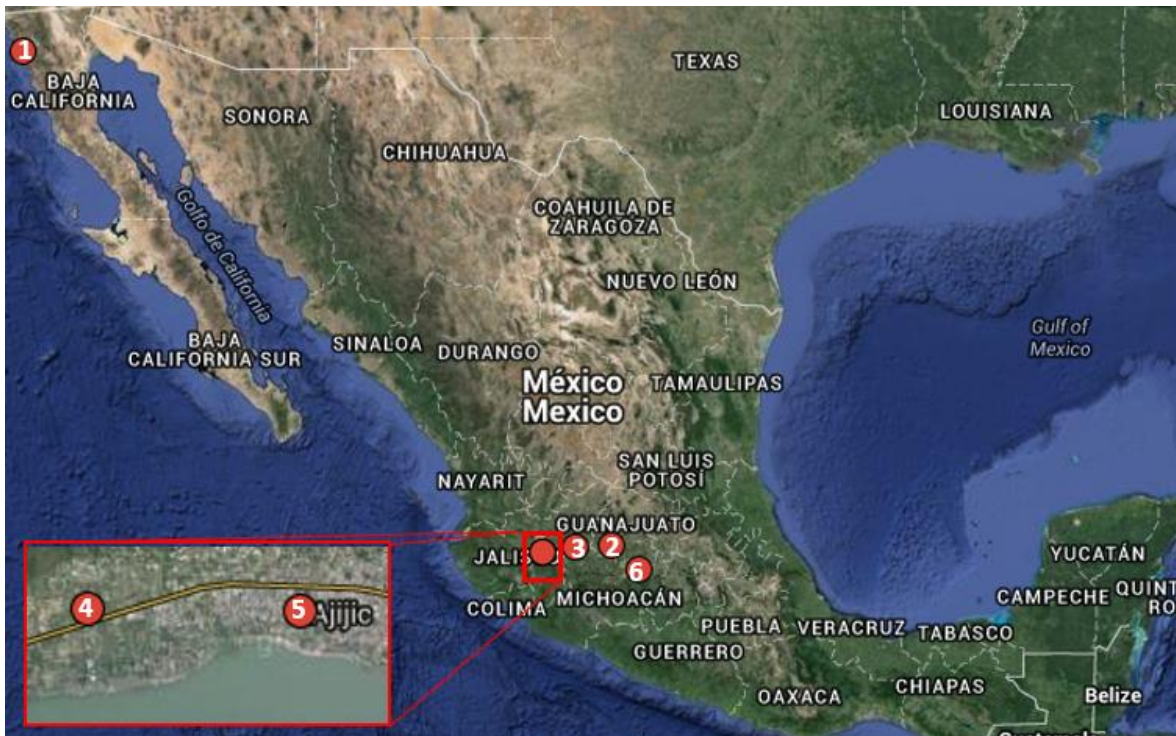 1
TEXAS
BAJA
CALIFORNIA
LOUISIANA
SONORA
CHIHUAHUA
COAHUILA DE
ZARAGOZA
Golfo de California
NUEVO LEÓN
Gulf of
Mexico
BAJA
CALIFORNIA SUR
SINALOA
DURANGO
México
Mexico
TAMAULIPAS
SAN LUIS
POTOSÍ
NAYARIT
GUANAJUATO
JALIS
3
2
6
YUCATÁN
CAMPECHE
QUINT
RO
COLIMA
MICHOACÁN
4
5
Ajijic
PUEBLA
VERACRUZ
TABASCO
GUERRERO
OAXACA
CHIAPAS
Belize